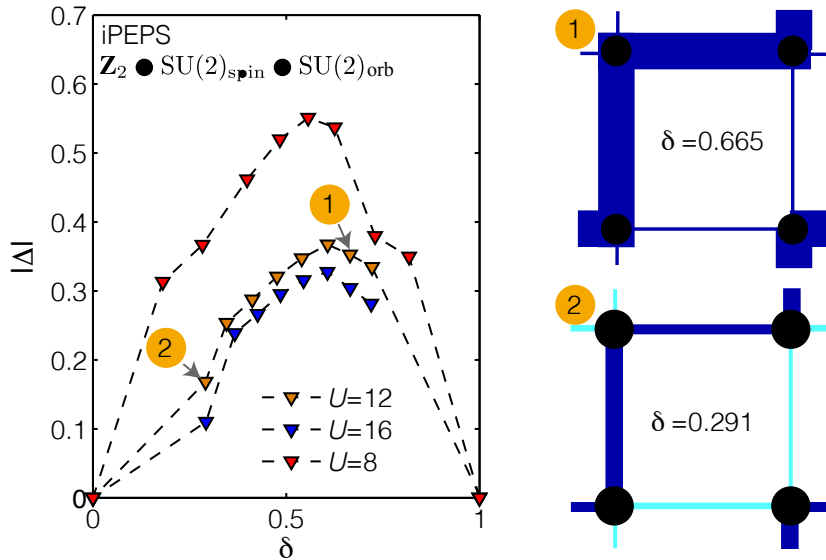 iPEPS
Z₂ ● SU(2)spin ● SU(2)orb
|Δ|
0.7
0.6
0.5
0.4
0.3
0.2
0.1
0
0
0.5
1
δ
1
2
U=12
U=16
U=8
1
δ =0.665
2
δ =0.291